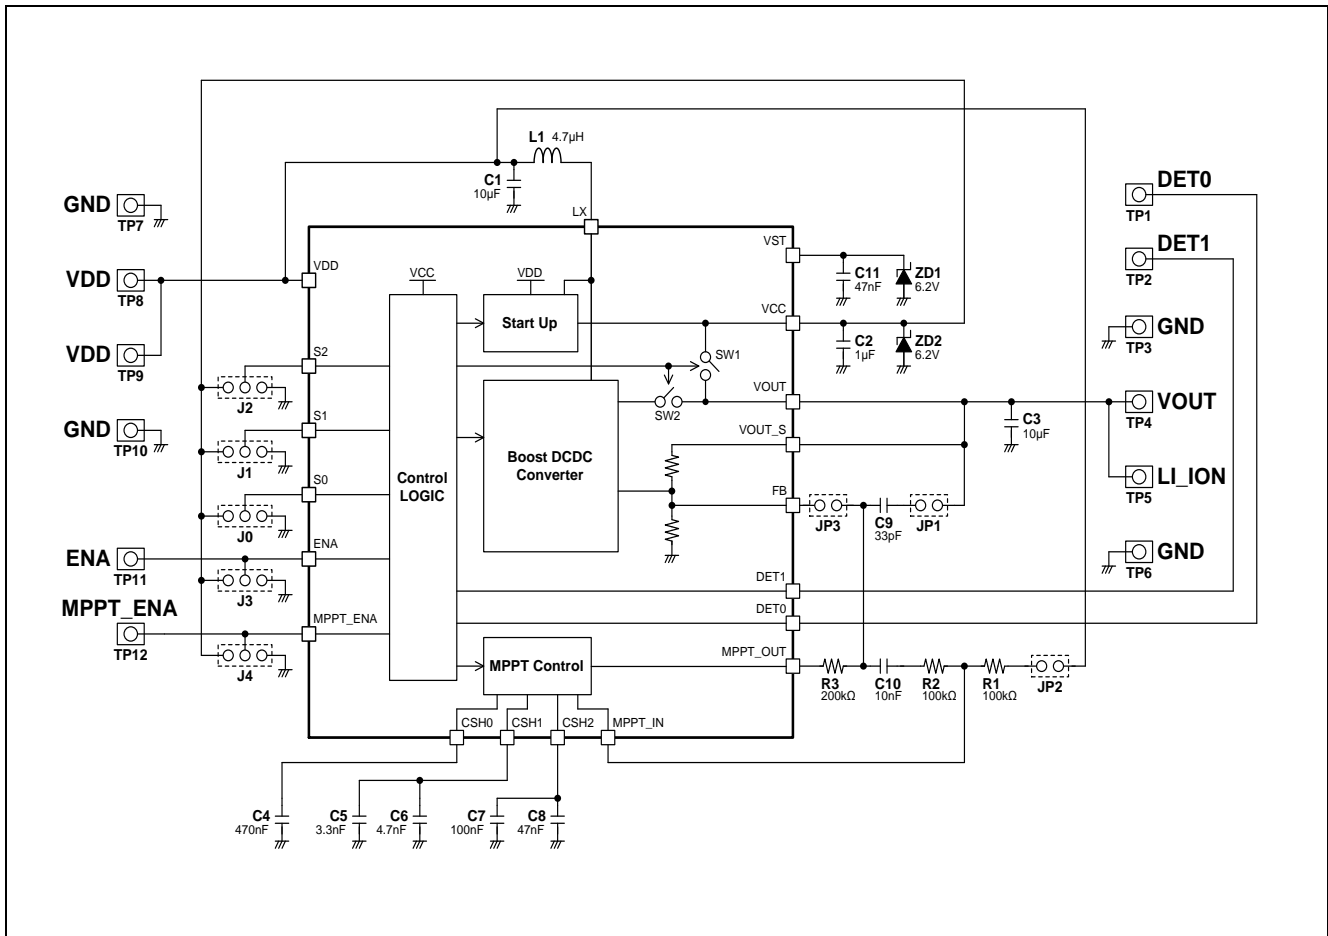 L1 4.7µH
C1
10µF
GND
TP7
LX
DET0
TP1
VDD
TP8
VDD
VCC
VDD
Start Up
VST
C11
47nF
ZD1
6.2V
DET1
TP2
VCC
C2
1µF
ZD2
6.2V
GND
TP3
VDD
TP9
S2
J2
SW1
SW2
VOUT
VOUT
TP4
C3
10µF
GND
TP10
S1
J1
Control
LOGIC
Boost DCDC
Converter
VOUT_S
LI_ION
TP5
S0
J0
FB
JP3
C9
33pF
JP1
ENA
TP11
ENA
J3
GND
TP6
DET1
DET0
MPPT_ENA
TP12
MPPT_ENA
J4
MPPT Control
MPPT_OUT
R3
200kΩ
C10
10nF
R2
100kΩ
R1
100kΩ
JP2
CSH0
CSH1
CSH2
MPPT_IN
C4
470nF
C5
3.3nF
C6
4.7nF
C7
100nF
C8
47nF